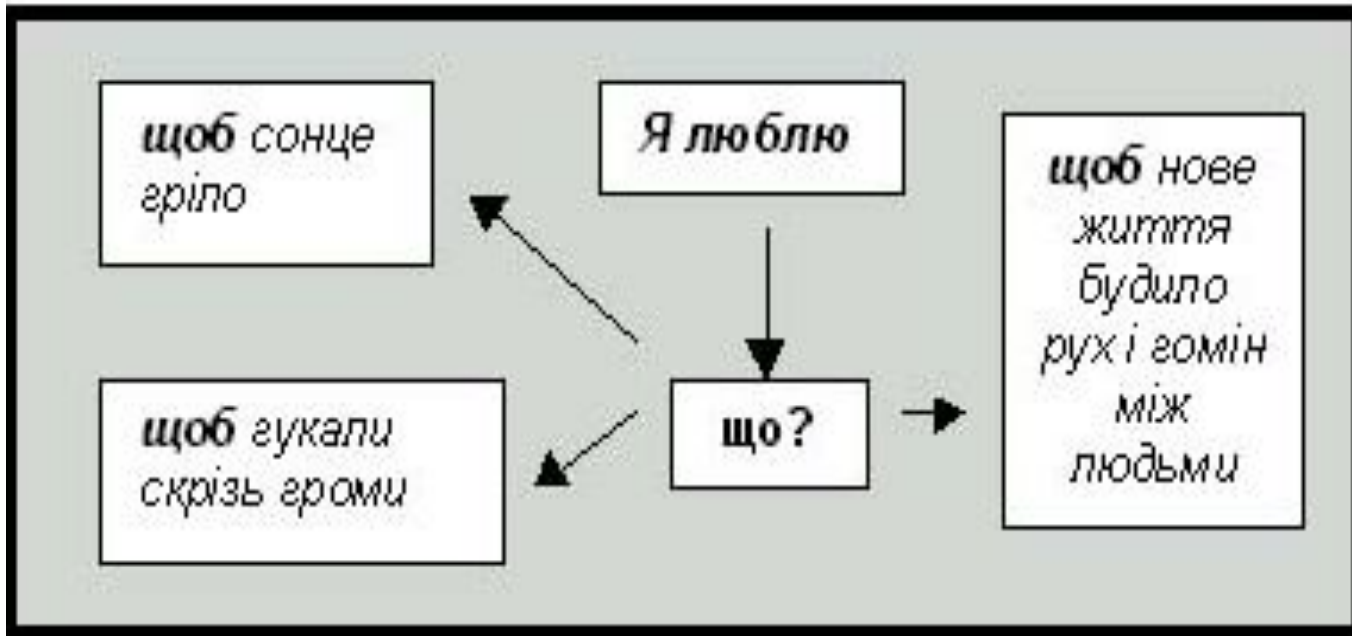 щоб сонце
гріло
Я люблю
щоб нове
життя
будило
рух і гомін
між
людьми
щоб гукали
скрізь громи
що?